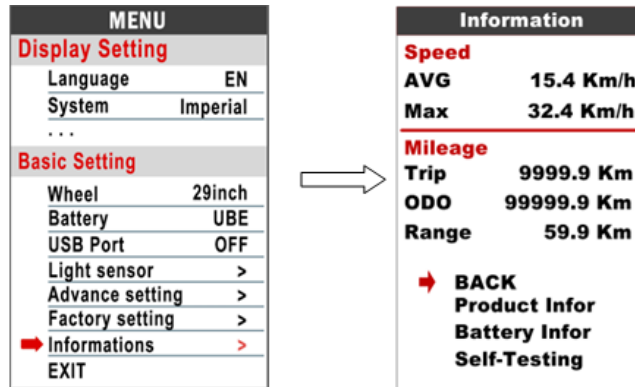 MENU
Display Setting
Language EN
System Imperial
...
Basic Setting
Wheel 29inch
Battery UBE
USB Port OFF
Light sensor >
Advance setting >
Factory setting >
Informations >
EXIT
Information
Speed
AVG 15.4 Km/h
Max 32.4 Km/h
Mileage
Trip 9999.9 Km
ODO 99999.9 Km
Range 59.9 Km
BACK
Product Infor
Battery Infor
Self-Testing